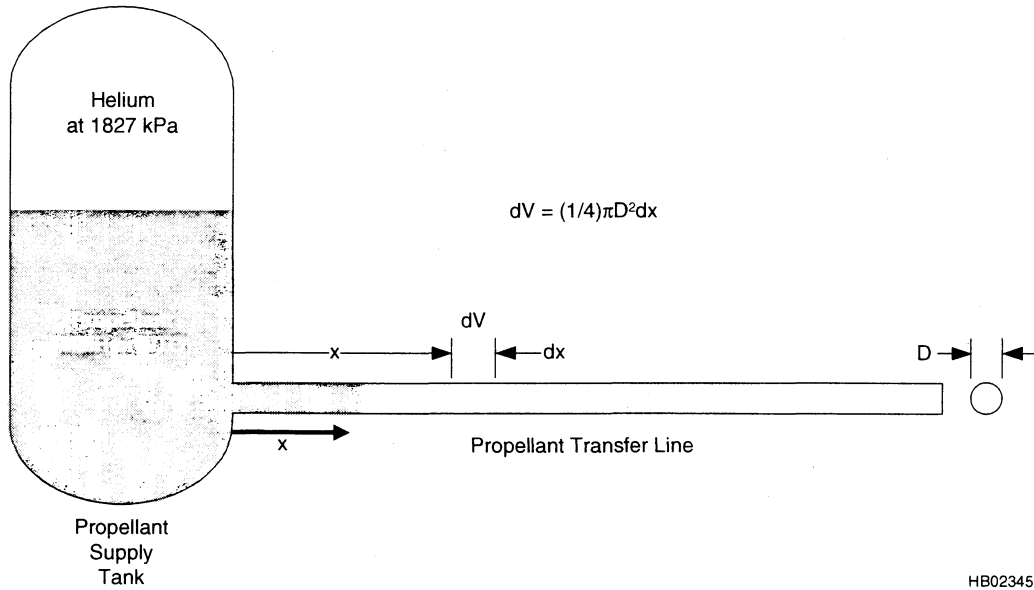 Helium
at 1827 kPa
dV = (1/4)πD²dx
dV
x
dx
D
x
Propellant Transfer Line
Propellant
Supply
Tank
HB02345